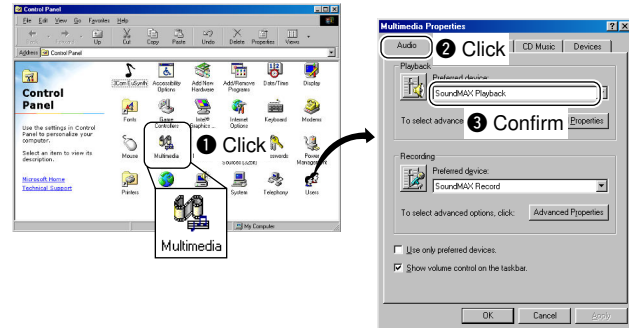 Control Panel
File Edit View Go Favorites Help
Up Cut Copy Paste Undo Delete Properties Views
Address Control Panel
Control
Panel
Use the settings in Control
Panel to personalize your
computer.
Select an item to view its
description.
Microsoft Home
Technical Support
Accessibility
Options
Add New
Hardware
Add/Remove
Programs
Date/Time
Display
Fonts
Game
Controllers
Intel®
Graphics ...
Internet
Options
Keyboard
Modems
Mouse
Multimedia
Power
Management
Printers
System
Telephony
Users
My Computer
❶ Click
Multimedia
Multimedia Properties
Audio
❷ Click
CD Music
Devices
Playback
Preferred device:
SoundMAX Playback
To select advance
Properties
❸ Confirm
Recording
Preferred device:
SoundMAX Record
To select advanced options, click:
Advanced Properties
Use only preferred devices.
Show volume control on the taskbar.
OK
Cancel
Apply